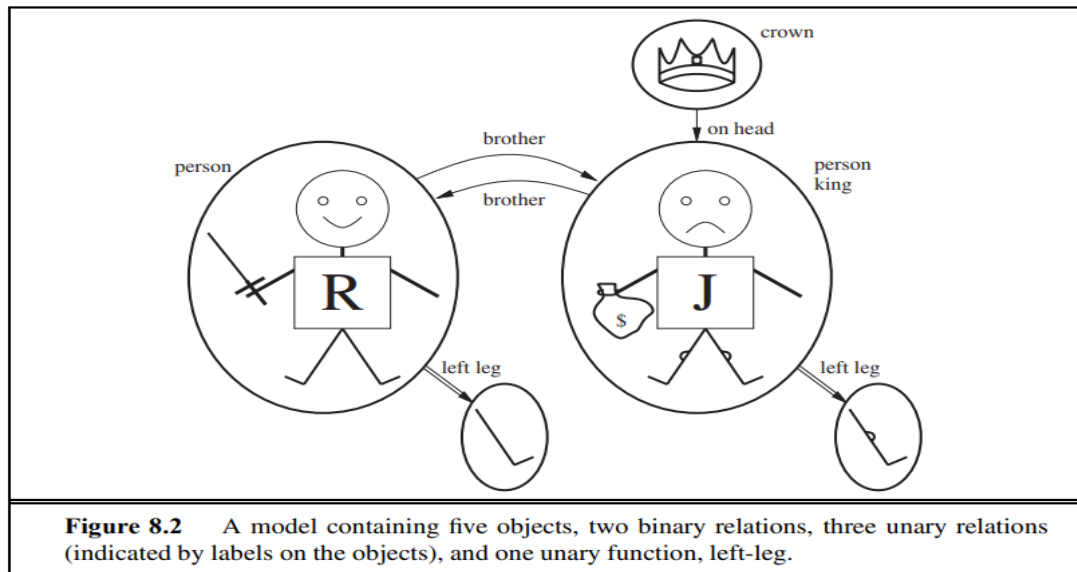 crown
on head
brother
person
person
king
brother
R
J
$
left leg
left leg
Figure 8.2 A model containing five objects, two binary relations, three unary relations
(indicated by labels on the objects), and one unary function, left-leg.